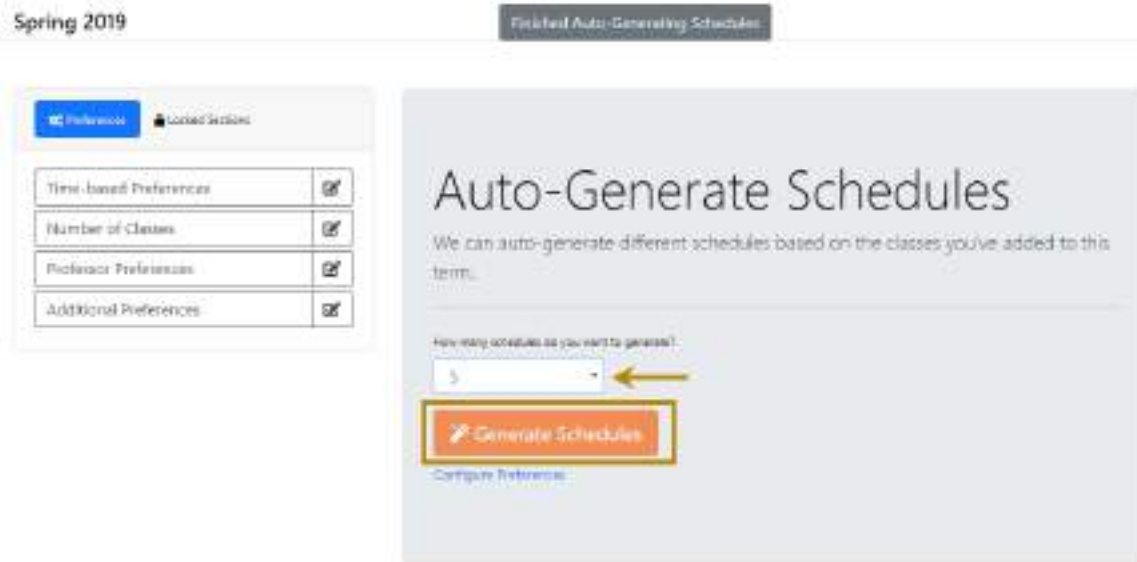 Spring 2019
Finished Auto-Generating Schedules
Preferences
Locked Sections
Time-based Preferences
Number of Classes
Professor Preferences
Additional Preferences
Auto-Generate Schedules
We can auto-generate different schedules based on the classes you've added to this
term.
How many schedules do you want to generate?
5
Generate Schedules
Configure Preferences